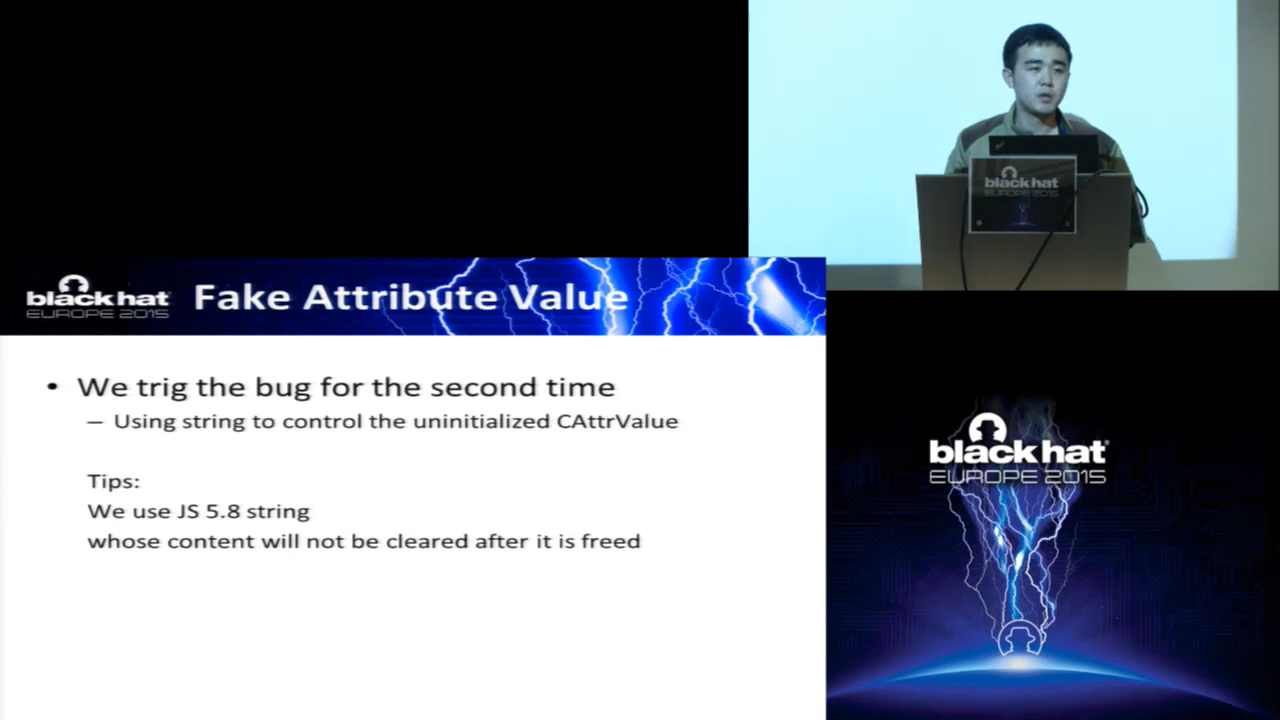 black hat
EUROPE 2015
black hat
EUROPE 2015
Fake Attribute Value
• We trig the bug for the second time
– Using string to control the uninitialized CAttrValue
Tips:
We use JS 5.8 string
whose content will not be cleared after it is freed
black hat
EUROPE 2015